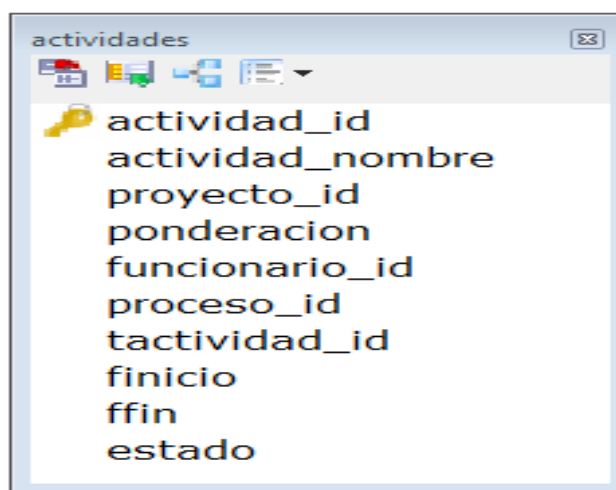 actividades
actividad_id
actividad_nombre
proyecto_id
ponderacion
funcionario_id
proceso_id
tactividad_id
finicio
ffin
estado